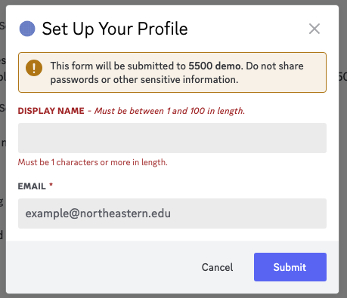 Set Up Your Profile
This form will be submitted to 5500 demo. Do not share
passwords or other sensitive information.
DISPLAY NAME - Must be between 1 and 100 in length.
Must be 1 characters or more in length.
EMAIL *
example@northeastern.edu
Cancel
Submit